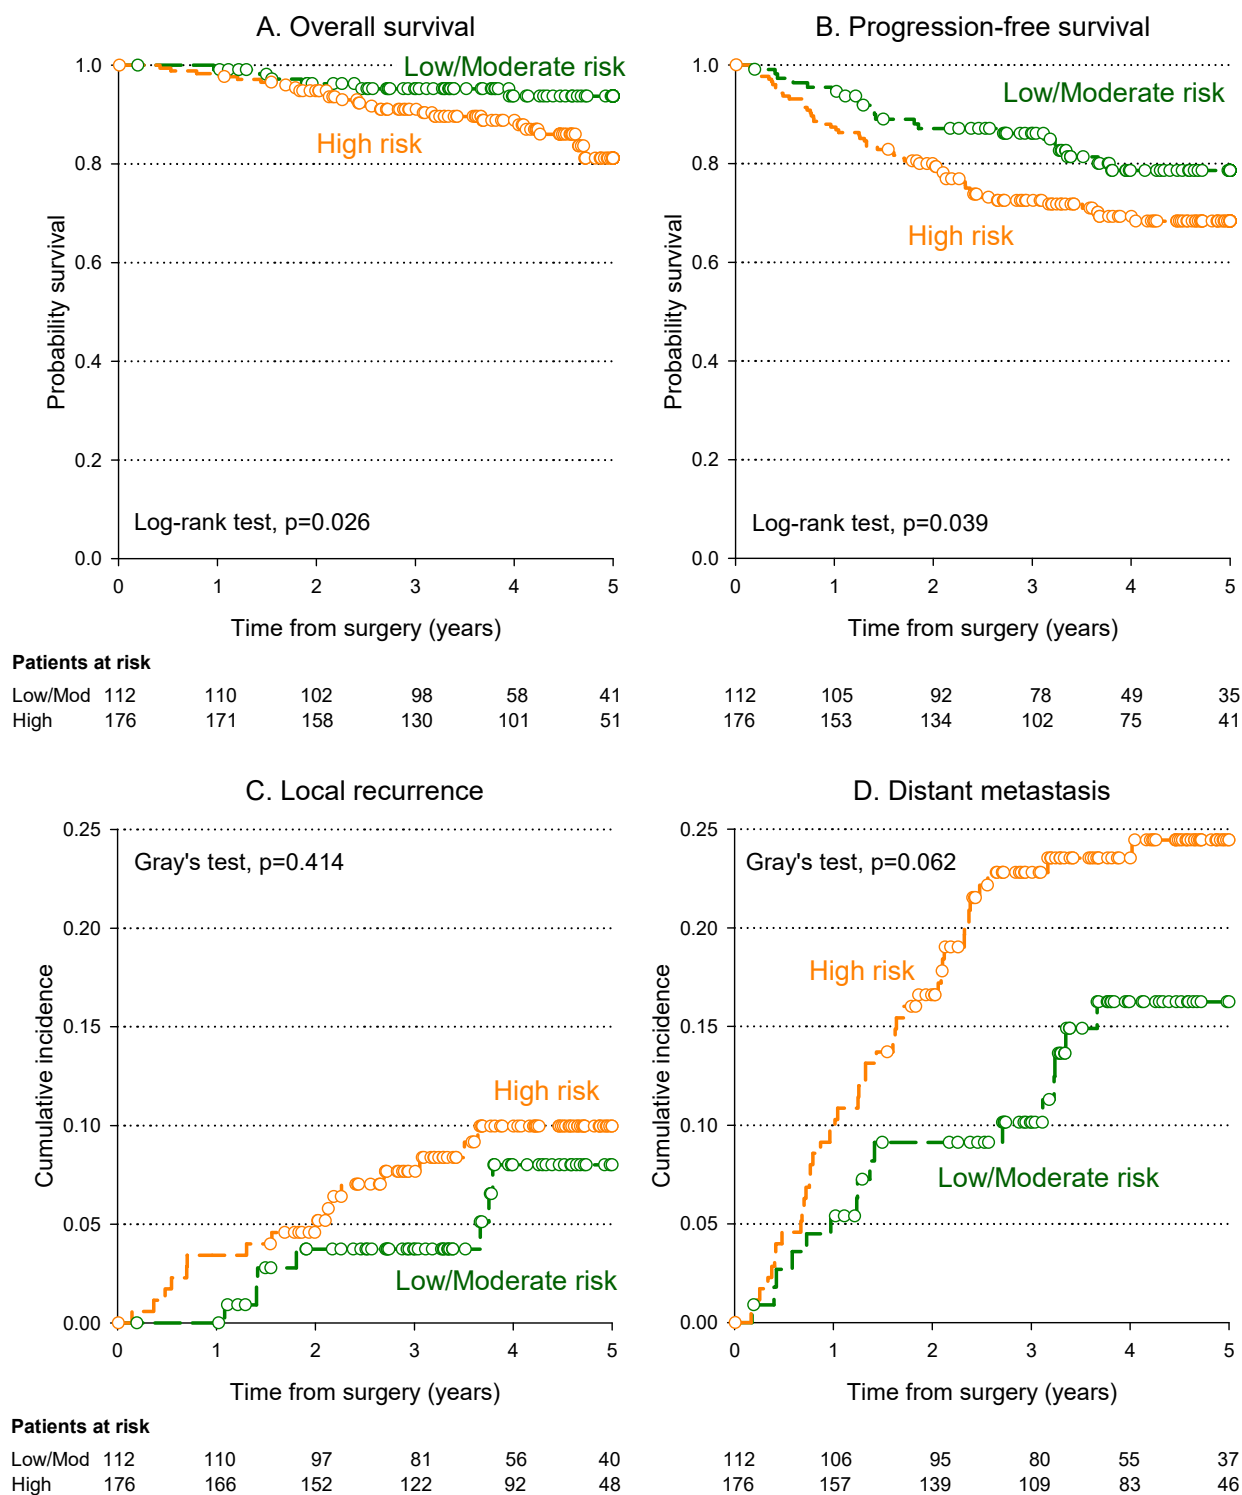 A. Overall survival
B. Progression-free survival
1.0
0.8
0.6
0.4
0.2
0.0
Probability survival
Low/Moderate risk
High risk
Log-rank test, p=0.026
0 1 2 3 4 5
Time from surgery (years)
1.0
0.8
0.6
0.4
0.2
0.0
Probability survival
Low/Moderate risk
High risk
Log-rank test, p=0.039
0 1 2 3 4 5
Time from surgery (years)
Patients at risk
Low/Mod 112 110 102 98 58 41 112 105 92 78 49 35
High 176 171 158 130 101 51 176 153 134 102 75 41
C. Local recurrence
D. Distant metastasis
0.25
0.20
0.15
0.10
0.05
0.00
Cumulative incidence
Gray's test, p=0.414
High risk
Low/Moderate risk
0 1 2 3 4 5
Time from surgery (years)
0.25
0.20
0.15
0.10
0.05
0.00
Cumulative incidence
Gray's test, p=0.062
High risk
Low/Moderate risk
0 1 2 3 4 5
Time from surgery (years)
Patients at risk
Low/Mod 112 110 97 81 56 40 112 106 95 80 55 37
High 176 166 152 122 92 48 176 157 139 109 83 46